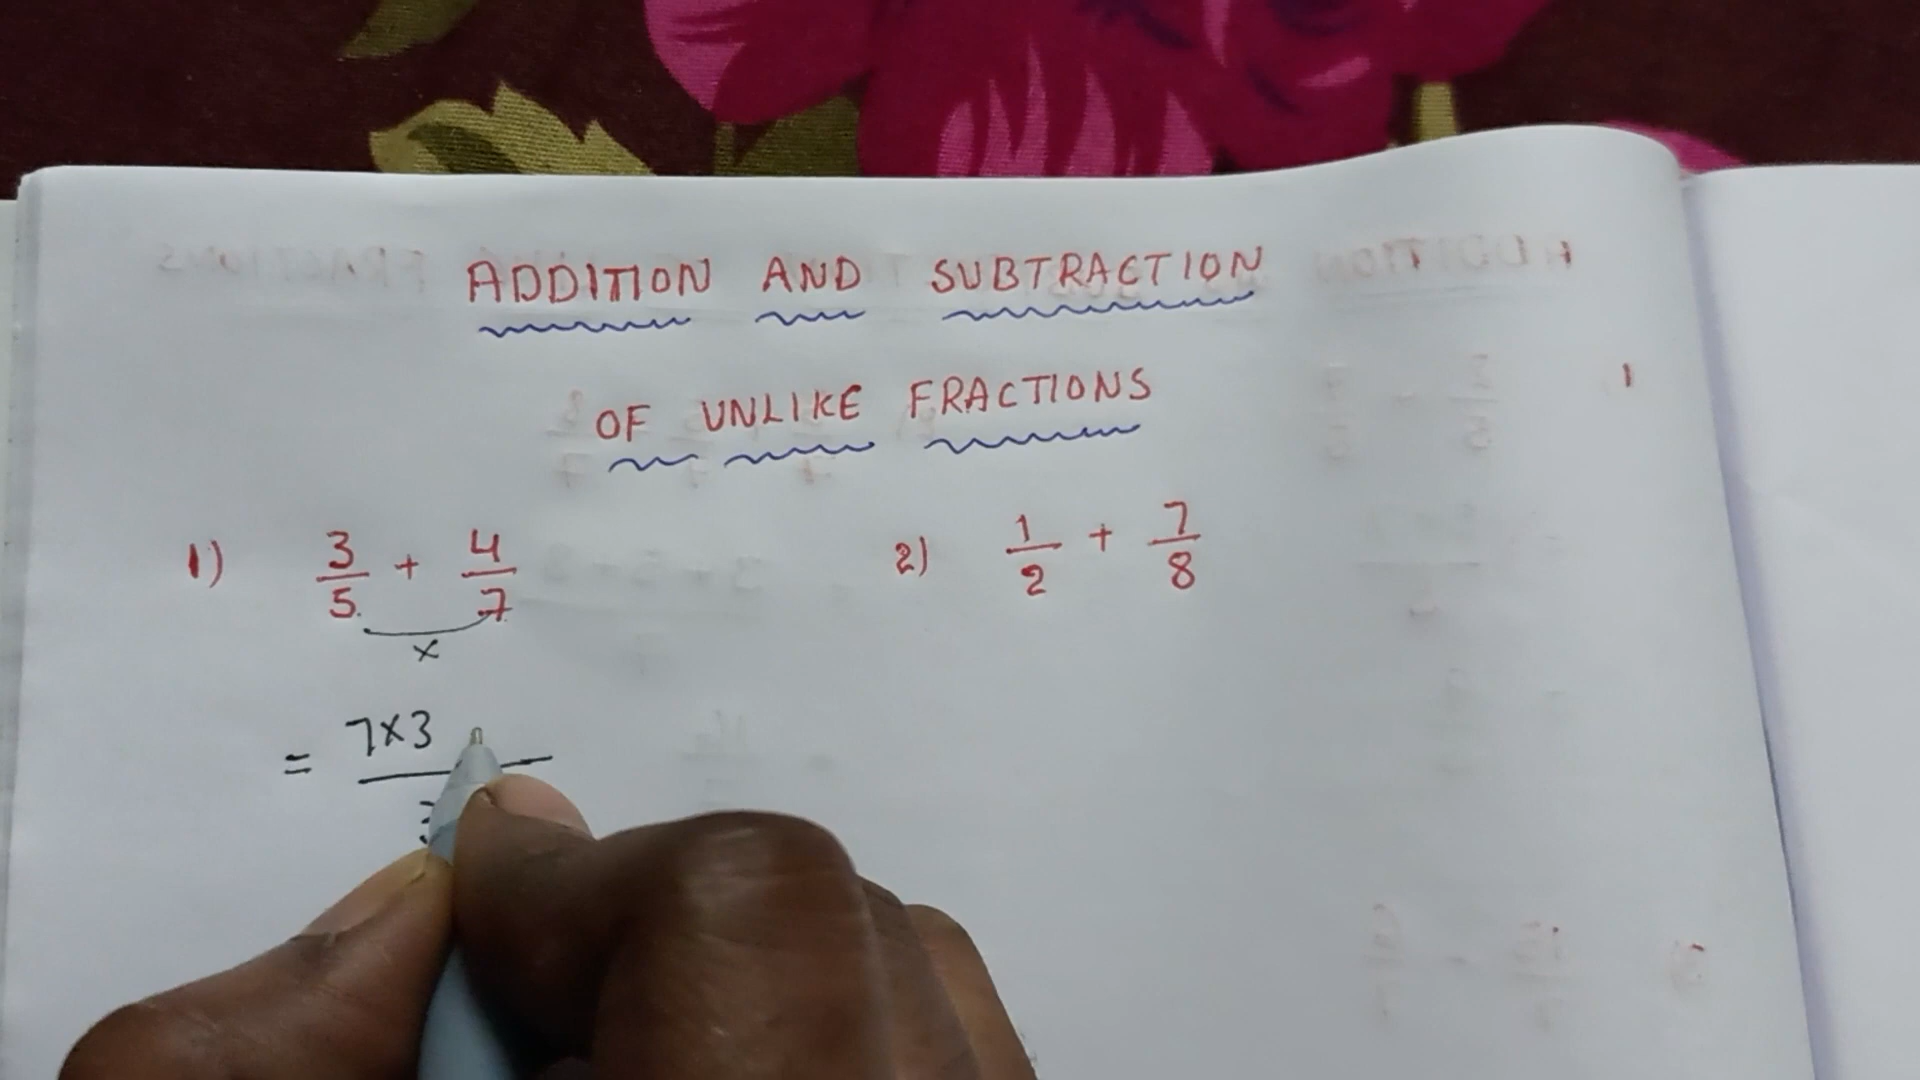 ADDITION AND SUBTRACTION
OF UNLIKE FRACTIONS
1) 3/5 + 4/7
×
2) 1/2 + 7/8
= 7×3